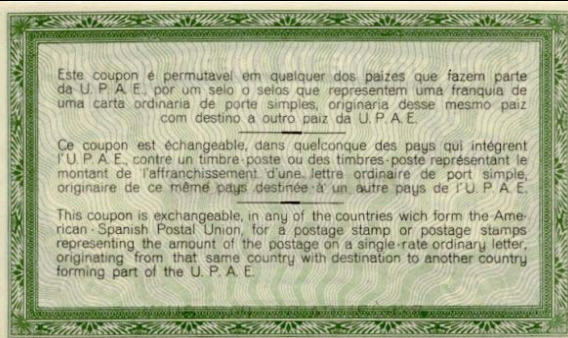 Este coupon é permutavel em qualquer dos paizes que fazem parte
da U. P. A. E., por um selo o selos que representem uma franquia de
uma carta ordinaria de porte simples, originaria desse mesmo paiz
com destino a outro paiz da U. P. A. E.
Ce coupon est échangeable, dans quelconque des pays qui intégrent
l'U. P. A. E., contre un timbre-poste ou des timbres-poste représentant le
montant de l'affranchissement d'une lettre ordinaire de port simple,
originaire de ce même pays destinée à un autre pays de l'U. P. A. E.
This coupon is exchangeable, in any of the countries wich form the Ame-
rican-Spanish Postal Union, for a postage stamp or postage stamps
representing the amount of the postage on a single-rate ordinary letter,
originating from that same country with destination to another country
forming part of the U. P. A. E.